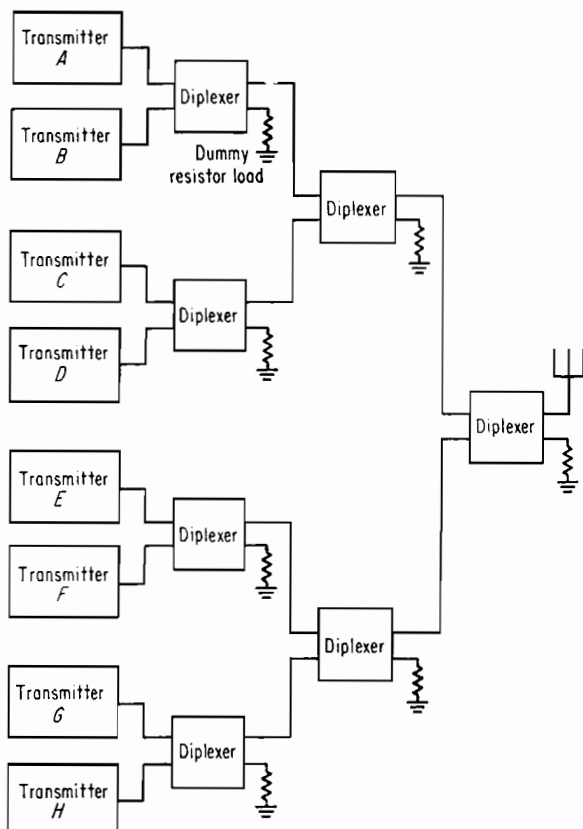 Transmitter
A
Diplexer
Transmitter
B
Dummy
resistor load
Diplexer
Transmitter
C
Diplexer
Transmitter
D
Diplexer
Transmitter
E
Diplexer
Transmitter
F
Diplexer
Transmitter
G
Diplexer
Transmitter
H